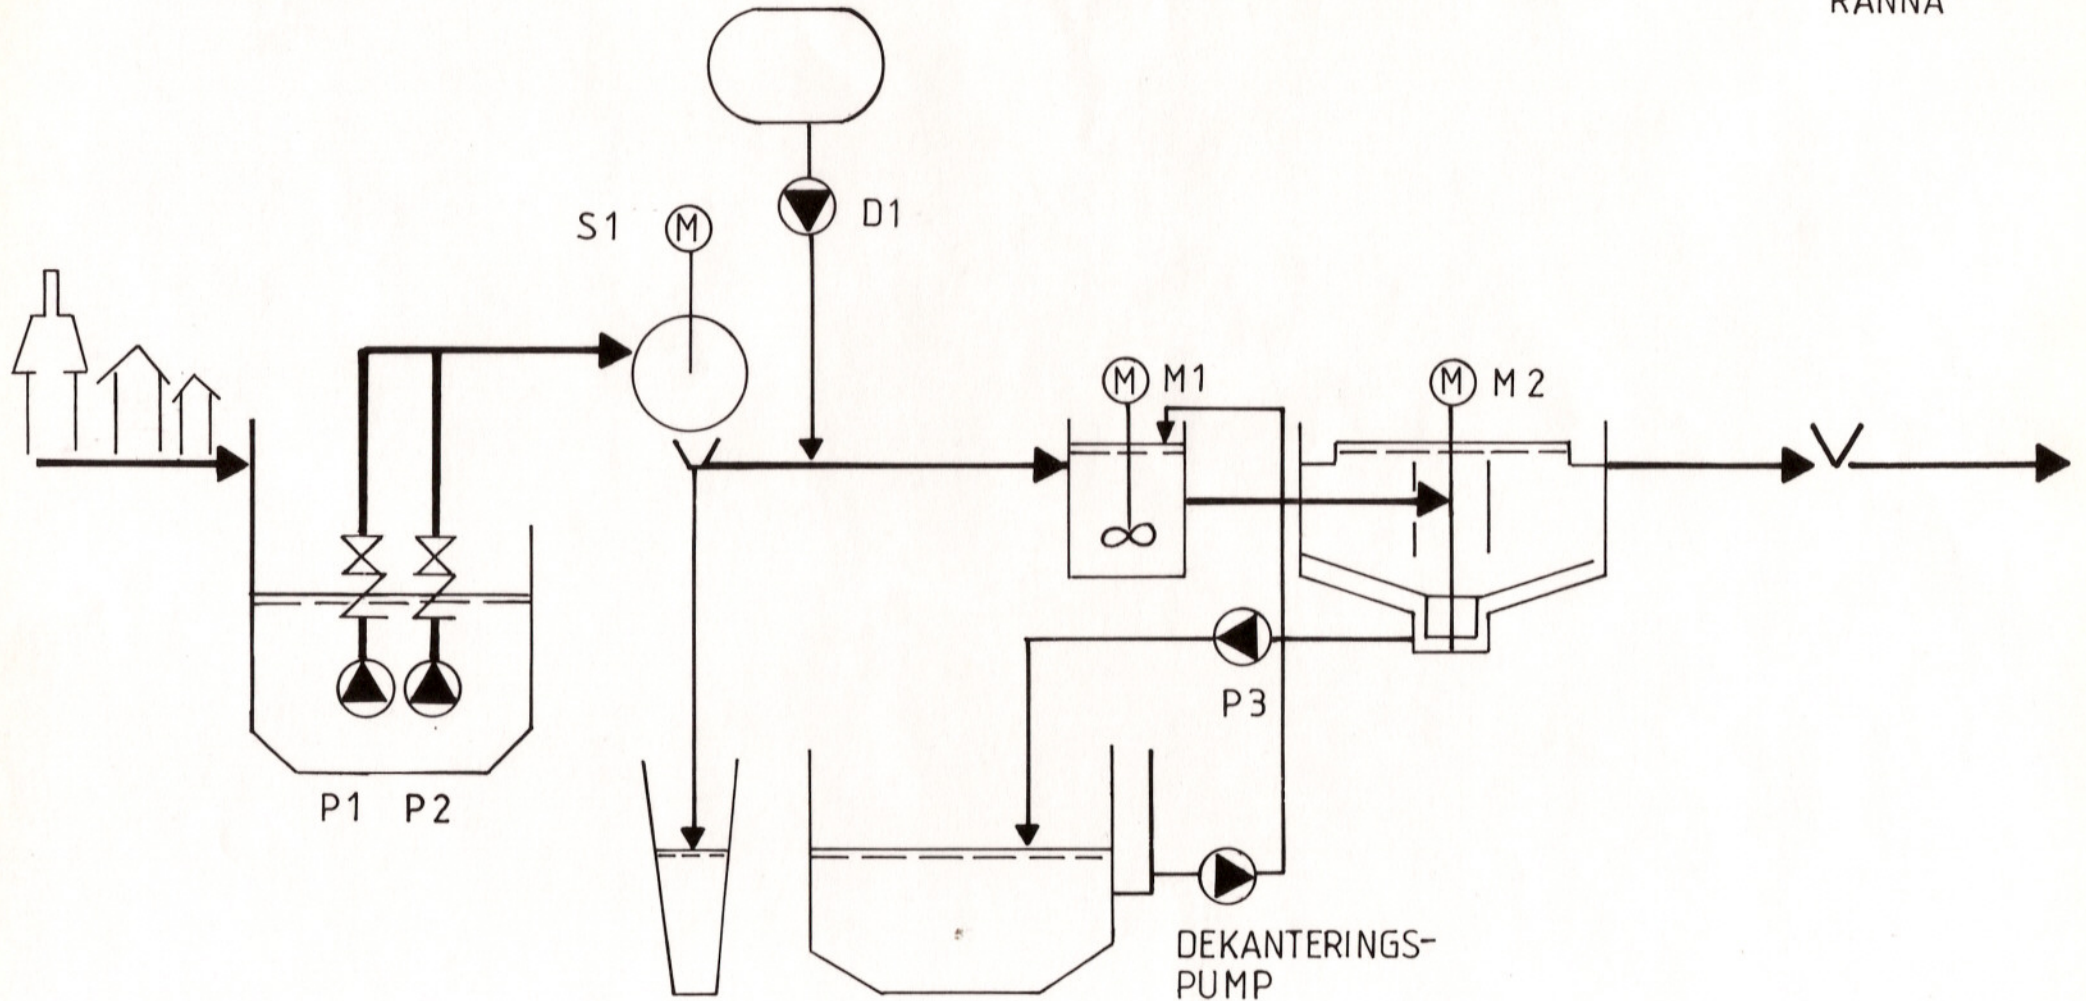 RÄNNA
D1
S1 M
M M1
M M2
P3
P1 P2
DEKANTERINGS-
PUMP